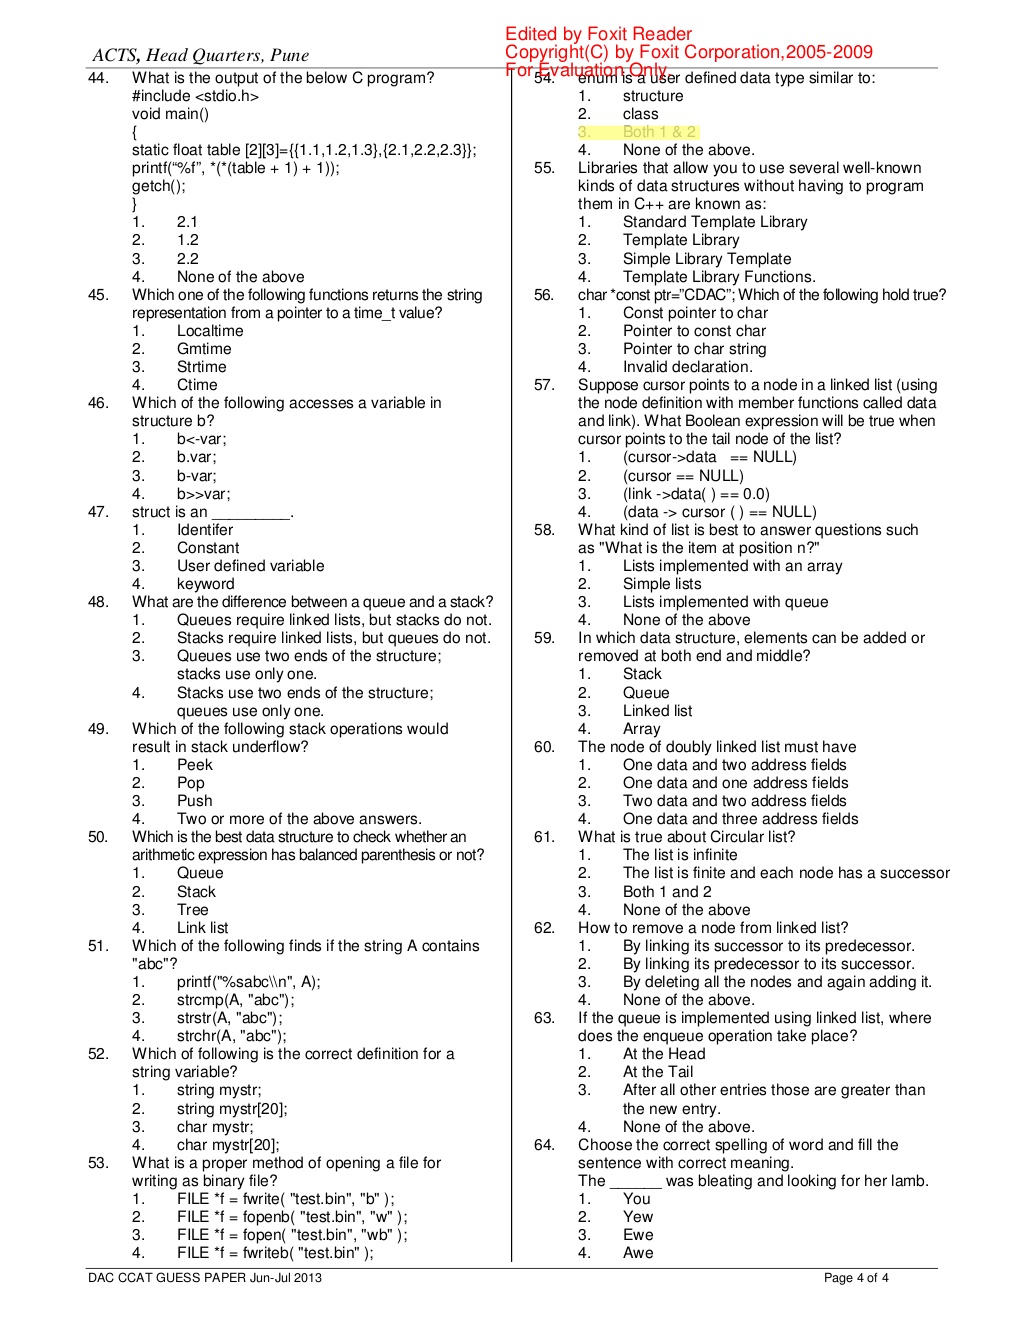 Edited by Foxit Reader
Copyright(C) by Foxit Corporation,2005-2009
For Evaluation Only.
ACTS, Head Quarters, Pune
44. What is the output of the below C program?
#include <stdio.h>
void main()
{
static float table [2][3]={{1.1,1.2,1.3},{2.1,2.2,2.3}};
printf(“%f”, *(*(table + 1) + 1));
getch();
}
1. 2.1
2. 1.2
3. 2.2
4. None of the above
45. Which one of the following functions returns the string
representation from a pointer to a time_t value?
1. Localtime
2. Gmtime
3. Strtime
4. Ctime
46. Which of the following accesses a variable in
structure b?
1. b<-var;
2. b.var;
3. b-var;
4. b>>var;
47. struct is an _________.
1. Identifer
2. Constant
3. User defined variable
4. keyword
48. What are the difference between a queue and a stack?
1. Queues require linked lists, but stacks do not.
2. Stacks require linked lists, but queues do not.
3. Queues use two ends of the structure;
stacks use only one.
4. Stacks use two ends of the structure;
queues use only one.
49. Which of the following stack operations would
result in stack underflow?
1. Peek
2. Pop
3. Push
4. Two or more of the above answers.
50. Which is the best data structure to check whether an
arithmetic expression has balanced parenthesis or not?
1. Queue
2. Stack
3. Tree
4. Link list
51. Which of the following finds if the string A contains
"abc"?
1. printf("%sabc\\n", A);
2. strcmp(A, "abc");
3. strstr(A, "abc");
4. strchr(A, "abc");
52. Which of following is the correct definition for a
string variable?
1. string mystr;
2. string mystr[20];
3. char mystr;
4. char mystr[20];
53. What is a proper method of opening a file for
writing as binary file?
1. FILE *f = fwrite( "test.bin", "b" );
2. FILE *f = fopenb( "test.bin", "w" );
3. FILE *f = fopen( "test.bin", "wb" );
4. FILE *f = fwriteb( "test.bin" );
54. enum is a user defined data type similar to:
1. structure
2. class
3. Both 1 & 2
4. None of the above.
55. Libraries that allow you to use several well-known
kinds of data structures without having to program
them in C++ are known as:
1. Standard Template Library
2. Template Library
3. Simple Library Template
4. Template Library Functions.
56. char *const ptr=”CDAC”; Which of the following hold true?
1. Const pointer to char
2. Pointer to const char
3. Pointer to char string
4. Invalid declaration.
57. Suppose cursor points to a node in a linked list (using
the node definition with member functions called data
and link). What Boolean expression will be true when
cursor points to the tail node of the list?
1. (cursor->data == NULL)
2. (cursor == NULL)
3. (link ->data( ) == 0.0)
4. (data -> cursor ( ) == NULL)
58. What kind of list is best to answer questions such
as "What is the item at position n?"
1. Lists implemented with an array
2. Simple lists
3. Lists implemented with queue
4. None of the above
59. In which data structure, elements can be added or
removed at both end and middle?
1. Stack
2. Queue
3. Linked list
4. Array
60. The node of doubly linked list must have
1. One data and two address fields
2. One data and one address fields
3. Two data and two address fields
4. One data and three address fields
61. What is true about Circular list?
1. The list is infinite
2. The list is finite and each node has a successor
3. Both 1 and 2
4. None of the above
62. How to remove a node from linked list?
1. By linking its successor to its predecessor.
2. By linking its predecessor to its successor.
3. By deleting all the nodes and again adding it.
4. None of the above.
63. If the queue is implemented using linked list, where
does the enqueue operation take place?
1. At the Head
2. At the Tail
3. After all other entries those are greater than
the new entry.
4. None of the above.
64. Choose the correct spelling of word and fill the
sentence with correct meaning.
The ______ was bleating and looking for her lamb.
1. You
2. Yew
3. Ewe
4. Awe
DAC CCAT GUESS PAPER Jun-Jul 2013
Page 4 of 4